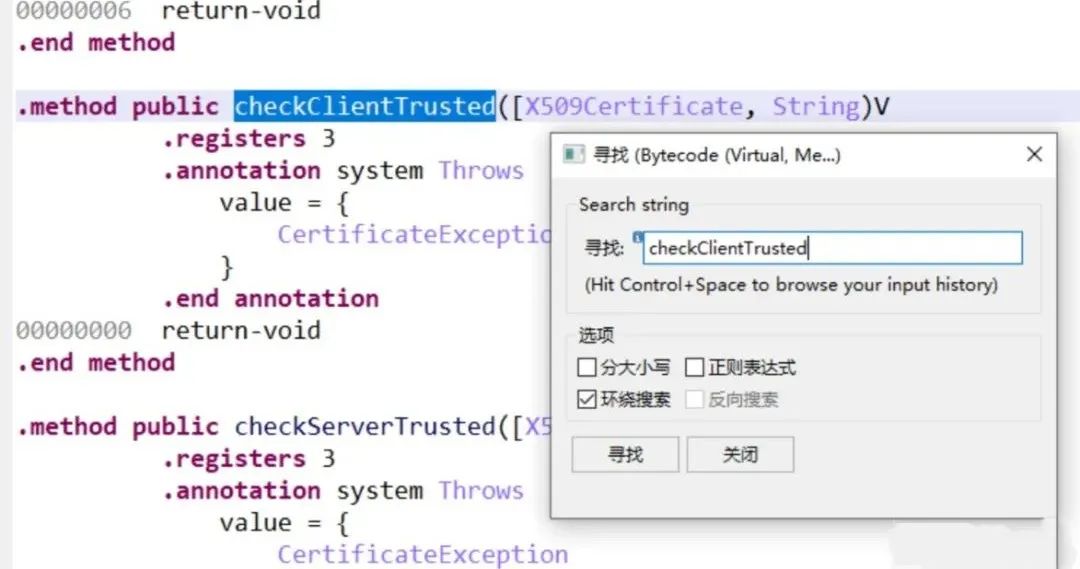 00000006 return-void
.end method
.method public checkClientTrusted([X509Certificate, String)V
.registers 3
.annotation system Throws
value = {
CertificateExceptio
}
.end annotation
00000000 return-void
.end method
.method public checkServerTrusted([X5
.registers 3
.annotation system Throws
value = {
CertificateException
寻找 (Bytecode (Virtual, Me...)
Search string
寻找: checkClientTrusted
(Hit Control+Space to browse your input history)
选项
分大小写 正则表达式
环绕搜索 反向搜索
寻找 关闭